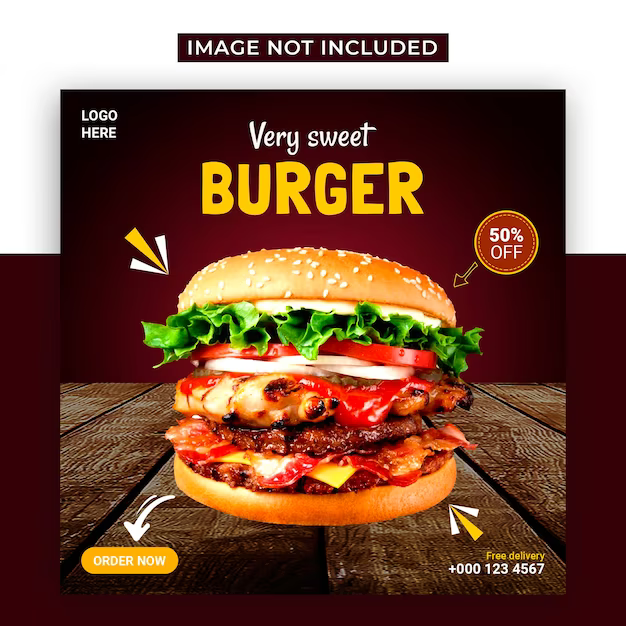 IMAGE NOT INCLUDED
LOGO
HERE
Very sweet
BURGER
50%
OFF
ORDER NOW
Free delivery
+000 123 4567